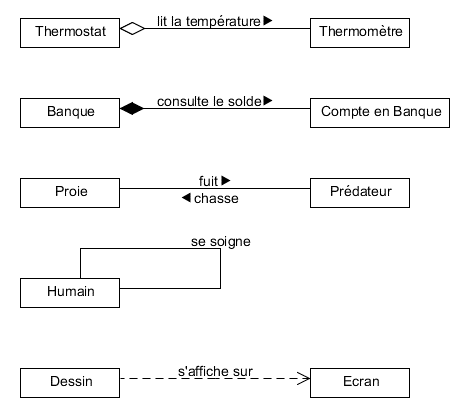 Thermostat lit la température Thermomètre
Banque consulte le solde Compte en Banque
Proie fuit Prédateur
chasse
se soigne
Humain
Dessin s'affiche sur Ecran